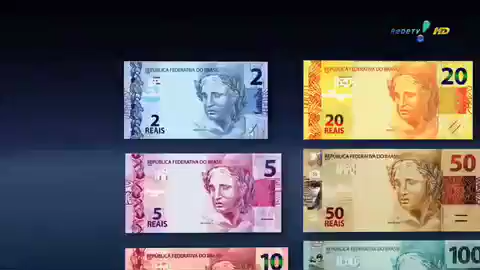 REDETV HD
REPÚBLICA FEDERATIVA DO BRASIL 2
2
REAIS
REPÚBLICA FEDERATIVA DO BRASIL 20
20
REAIS
REPÚBLICA FEDERATIVA DO BRASIL 5
5
REAIS
REPÚBLICA FEDERATIVA DO BRASIL 50
50
REAIS
10
100